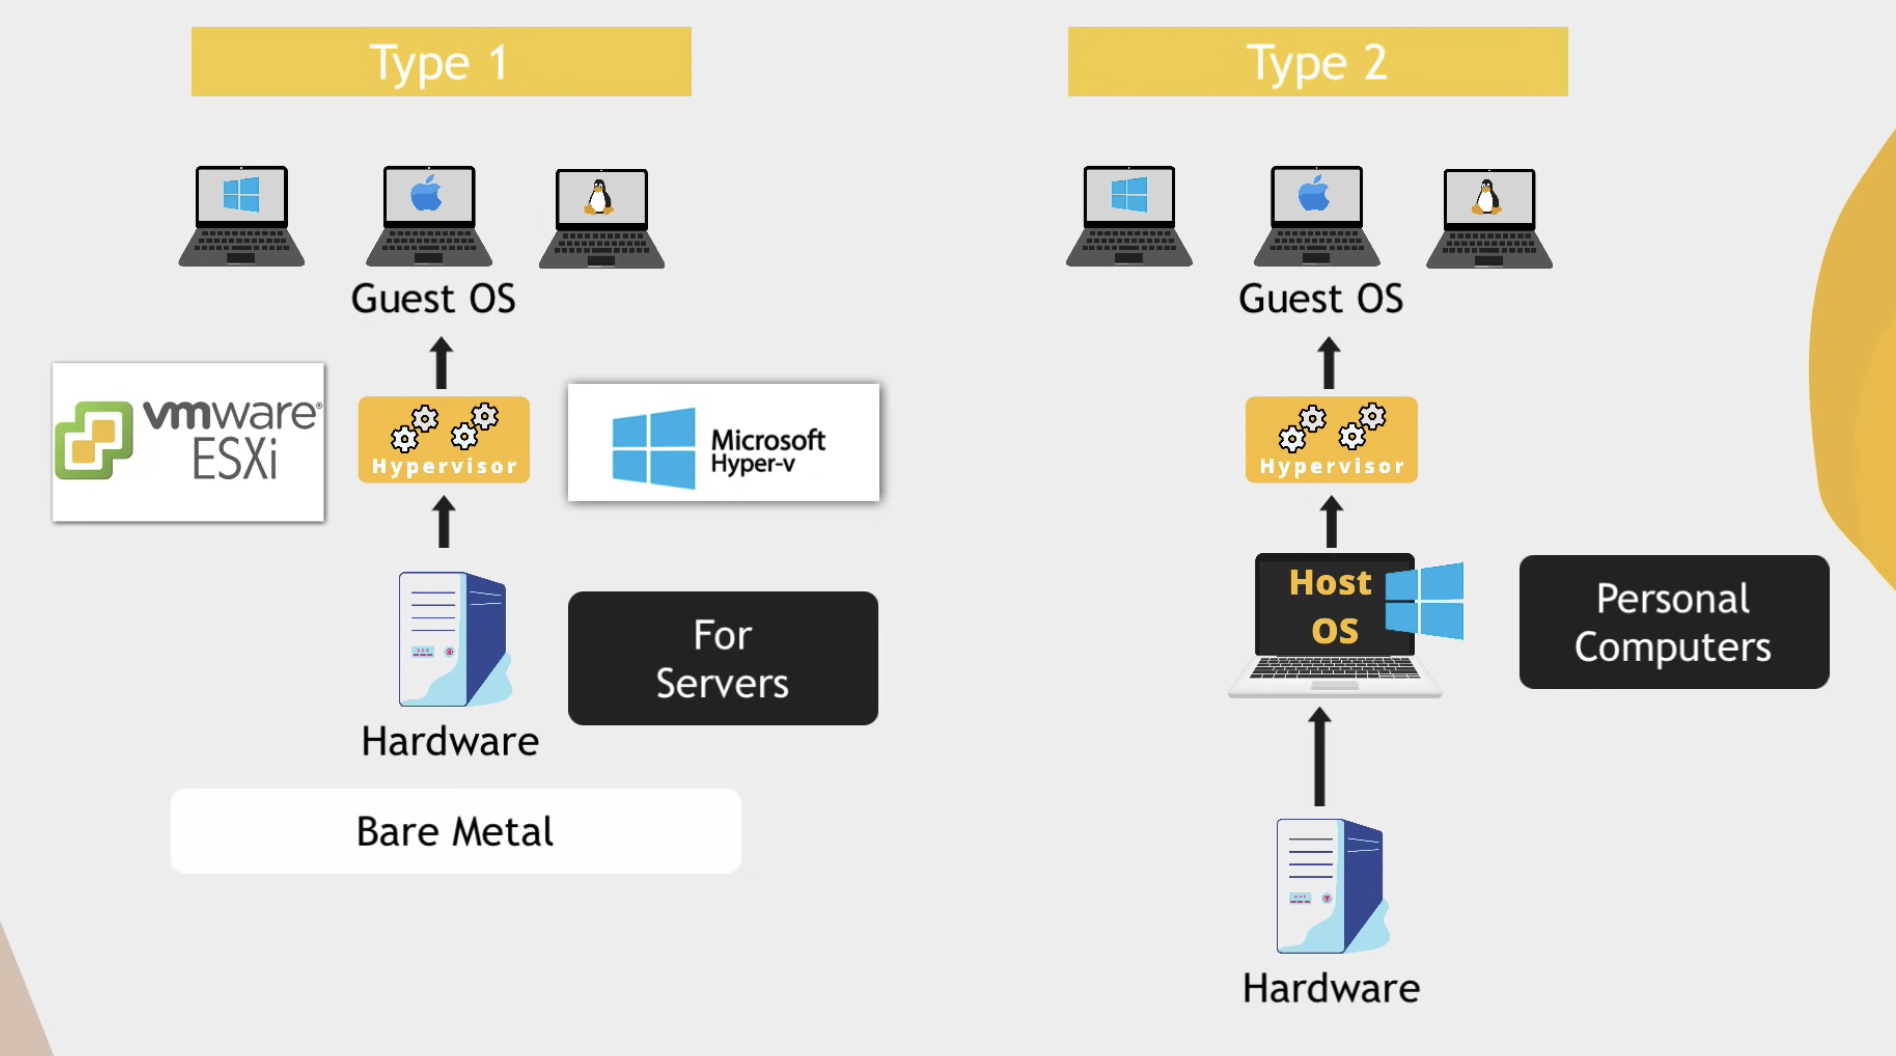 Type 1
Guest OS
vmware®
ESXi
Hypervisor
Microsoft
Hyper-v
For
Servers
Hardware
Bare Metal
Type 2
Guest OS
Hypervisor
Host
OS
Personal
Computers
Hardware